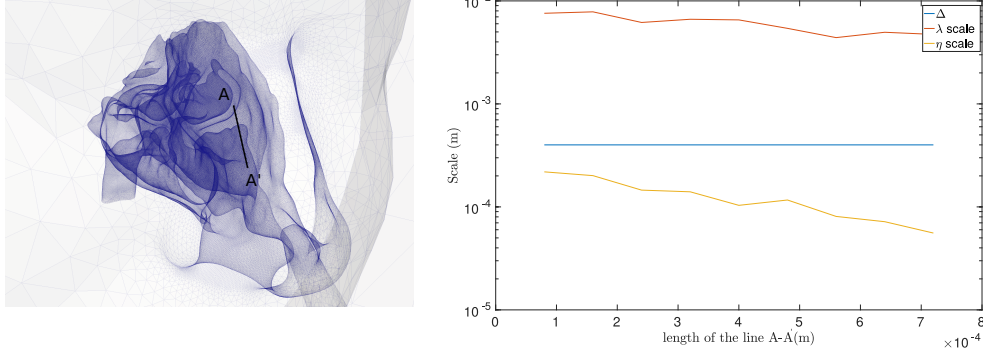 A
A'
10⁻²
10⁻³
10⁻⁴
10⁻⁵
Scale (m)
0 1 2 3 4 5 6 7 8
×10⁻⁴
length of the line A-A'(m)
Δ
λ scale
η scale